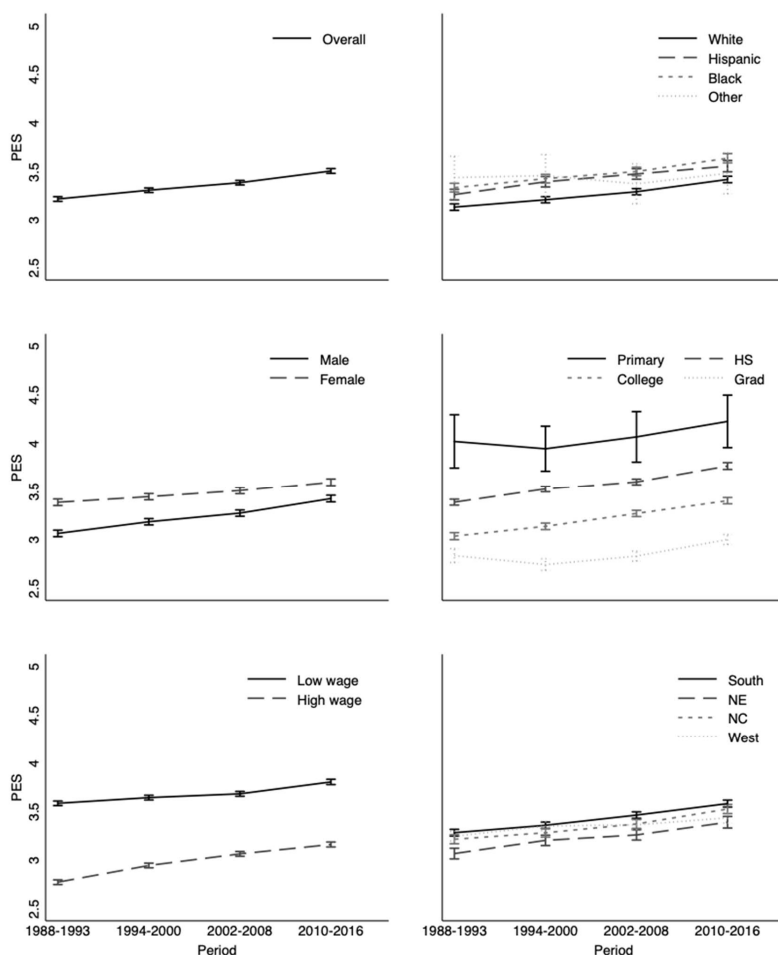 5
4.5
4
3.5
3
2.5
PES
Overall
White
Hispanic
Black
Other
5
4.5
4
3.5
3
2.5
PES
Male
Female
Primary HS
College Grad
5
4.5
4
3.5
3
2.5
PES
Low wage
High wage
1988-1993 1994-2000 2002-2008 2010-2016
Period
South
NE
NC
West
1988-1993 1994-2000 2002-2008 2010-2016
Period